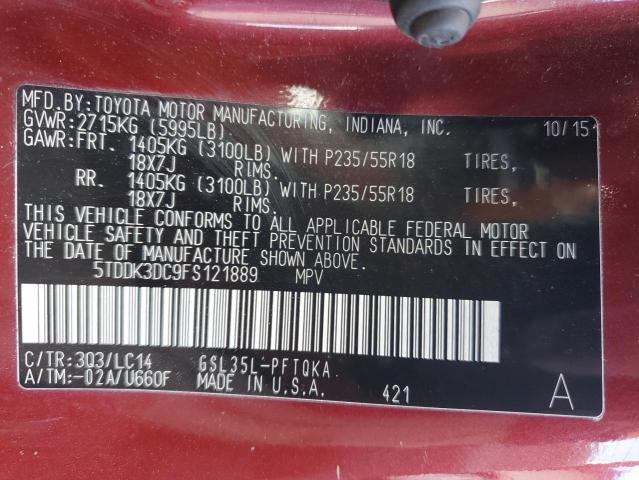 MFD.BY:TOYOTA MOTOR MANUFACTURING, INDIANA, INC. 10/15
GVWR:2715KG (5995LB)
GAWR:FRT. 1405KG (3100LB) WITH P235/55R18 TIRES,
18X7J RIMS.
RR. 1405KG (3100LB) WITH P235/55R18 TIRES,
18X7J RIMS.
THIS VEHICLE CONFORMS TO ALL APPLICABLE FEDERAL MOTOR
VEHICLE SAFETY AND THEFT PREVENTION STANDARDS IN EFFECT ON
THE DATE OF MANUFACTURE SHOWN ABOVE.
5TDDK3DC9FS121889 MPV
C/TR:3Q3/LC14 GSL35L-PFTQKA
A/TM:-02A/U660F MADE IN U.S.A. 421 A